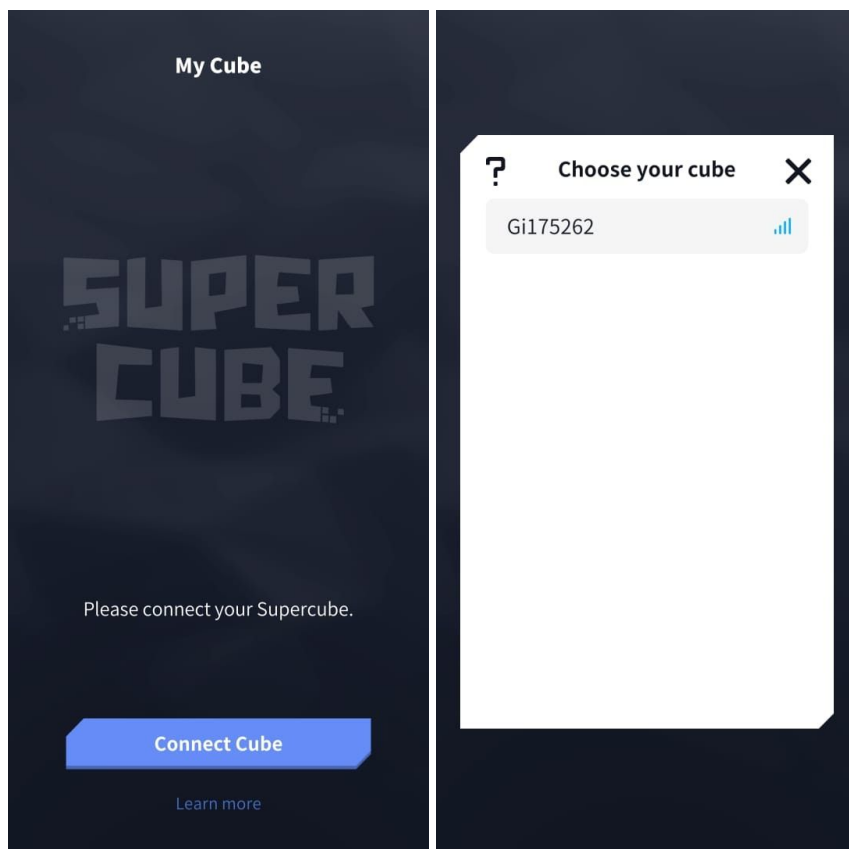 My Cube
SUPER
CUBE
Please connect your Supercube.
Connect Cube
Learn more
? Choose your cube X
Gi175262